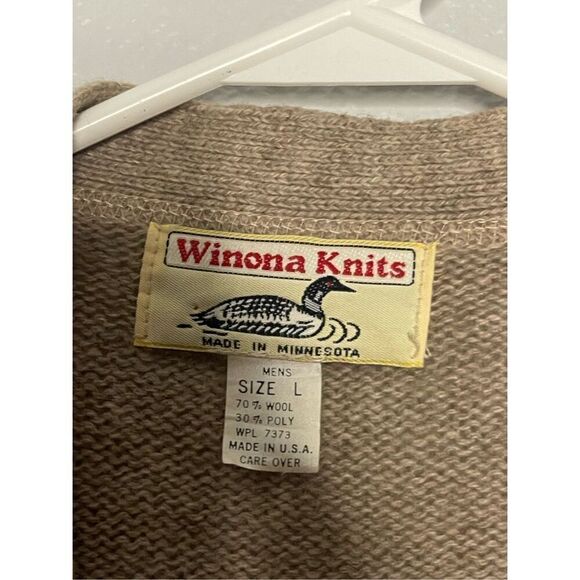 Winona Knits
MADE IN MINNESOTA
MENS
SIZE L
70% WOOL
30% POLY
WPL 7373
MADE IN U.S.A.
CARE OVER